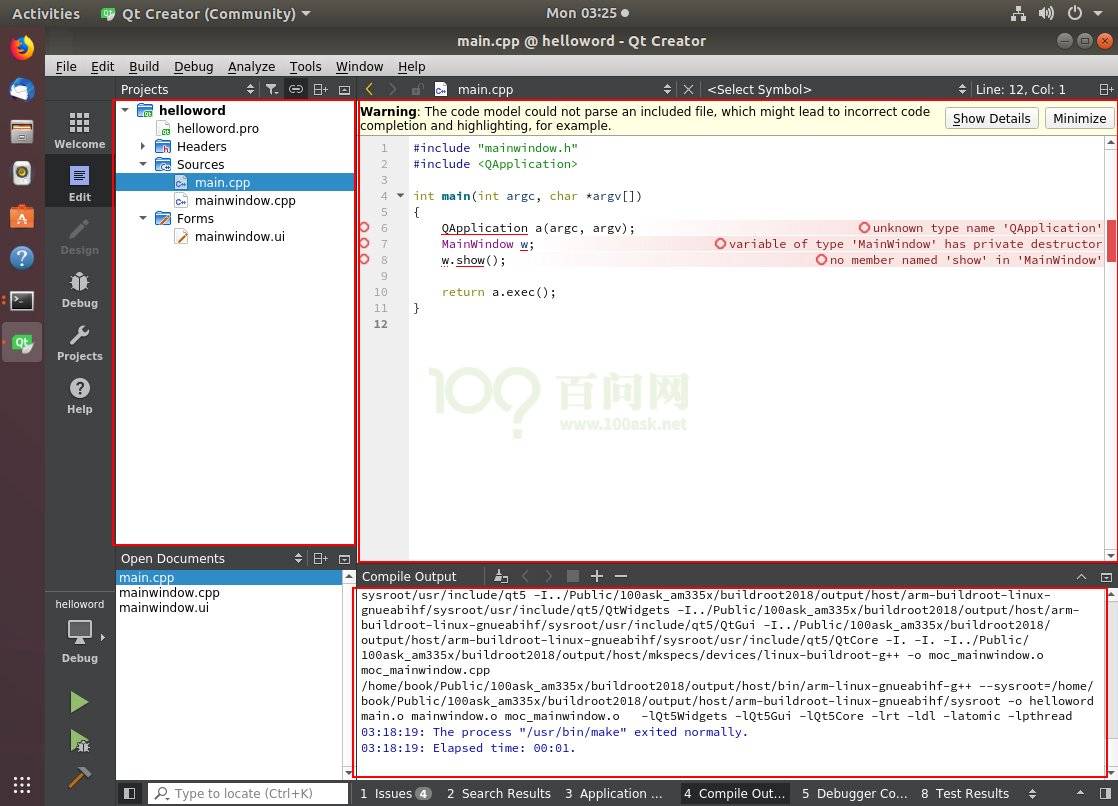 Activities
Qt Creator (Community)
Mon 03:25
main.cpp @ helloword - Qt Creator
File Edit Build Debug Analyze Tools Window Help
Projects
main.cpp
<Select Symbol>
Line: 12, Col: 1
Welcome
Edit
Design
Debug
Projects
Help
helloword
helloword.pro
Headers
Sources
main.cpp
mainwindow.cpp
Forms
mainwindow.ui
Warning: The code model could not parse an included file, which might lead to incorrect code
completion and highlighting, for example.
Show Details
Minimize
1 #include "mainwindow.h"
2 #include <QApplication>
3
4 int main(int argc, char *argv[])
5 {
6 QApplication a(argc, argv); unknown type name 'QApplication'
7 MainWindow w; variable of type 'MainWindow' has private destructor
8 w.show(); no member named 'show' in 'MainWindow'
9
10 return a.exec();
11 }
12
100 百问网
www.100ask.net
Open Documents
main.cpp
mainwindow.cpp
mainwindow.ui
helloword
Debug
Compile Output
sysroot/usr/include/qt5 -I../Public/100ask_am335x/buildroot2018/output/host/arm-buildroot-linux-
gnueabihf/sysroot/usr/include/qt5/QtWidgets -I../Public/100ask_am335x/buildroot2018/output/host/arm-
buildroot-linux-gnueabihf/sysroot/usr/include/qt5/QtGui -I../Public/100ask_am335x/buildroot2018/
output/host/arm-buildroot-linux-gnueabihf/sysroot/usr/include/qt5/QtCore -I. -I. -I../Public/
100ask_am335x/buildroot2018/output/host/mkspecs/devices/linux-buildroot-g++ -o moc_mainwindow.o
moc_mainwindow.cpp
/home/book/Public/100ask_am335x/buildroot2018/output/host/bin/arm-linux-gnueabihf-g++ --sysroot=/home/
book/Public/100ask_am335x/buildroot2018/output/host/arm-buildroot-linux-gnueabihf/sysroot -o helloword
main.o mainwindow.o moc_mainwindow.o -lQt5Widgets -lQt5Gui -lQt5Core -lrt -ldl -latomic -lpthread
03:18:19: The process "/usr/bin/make" exited normally.
03:18:19: Elapsed time: 00:01.
Type to locate (Ctrl+K)
1 Issues 4
2 Search Results
3 Application ...
4 Compile Out...
5 Debugger Co...
8 Test Results